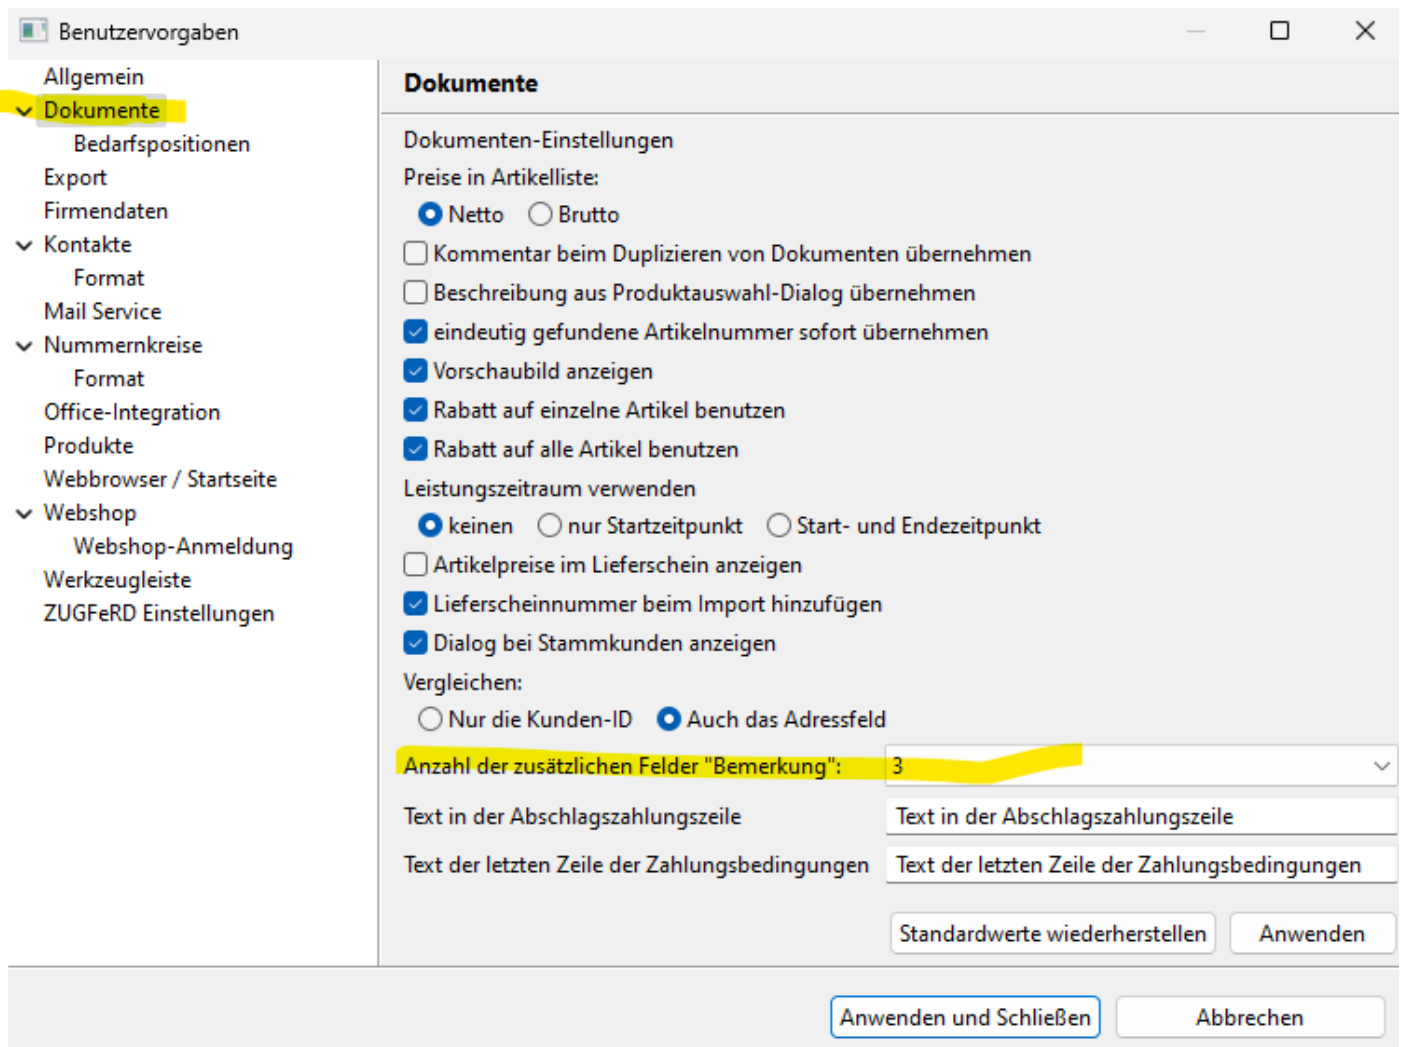 Benutzervorgaben
Allgemein
Dokumente
Bedarfspositionen
Export
Firmendaten
Kontakte
Format
Mail Service
Nummernkreise
Format
Office-Integration
Produkte
Webbrowser / Startseite
Webshop
Webshop-Anmeldung
Werkzeugleiste
ZUGFeRD Einstellungen
Dokumente
Dokumenten-Einstellungen
Preise in Artikelliste:
Netto Brutto
Kommentar beim Duplizieren von Dokumenten übernehmen
Beschreibung aus Produktauswahl-Dialog übernehmen
eindeutig gefundene Artikelnummer sofort übernehmen
Vorschaubild anzeigen
Rabatt auf einzelne Artikel benutzen
Rabatt auf alle Artikel benutzen
Leistungszeitraum verwenden
keinen nur Startzeitpunkt Start- und Endezeitpunkt
Artikelpreise im Lieferschein anzeigen
Lieferscheinnummer beim Import hinzufügen
Dialog bei Stammkunden anzeigen
Vergleichen:
Nur die Kunden-ID Auch das Adressfeld
Anzahl der zusätzlichen Felder "Bemerkung": 3
Text in der Abschlagszahlungszeile Text in der Abschlagszahlungszeile
Text der letzten Zeile der Zahlungsbedingungen Text der letzten Zeile der Zahlungsbedingungen
Standardwerte wiederherstellen Anwenden
Anwenden und Schließen Abbrechen